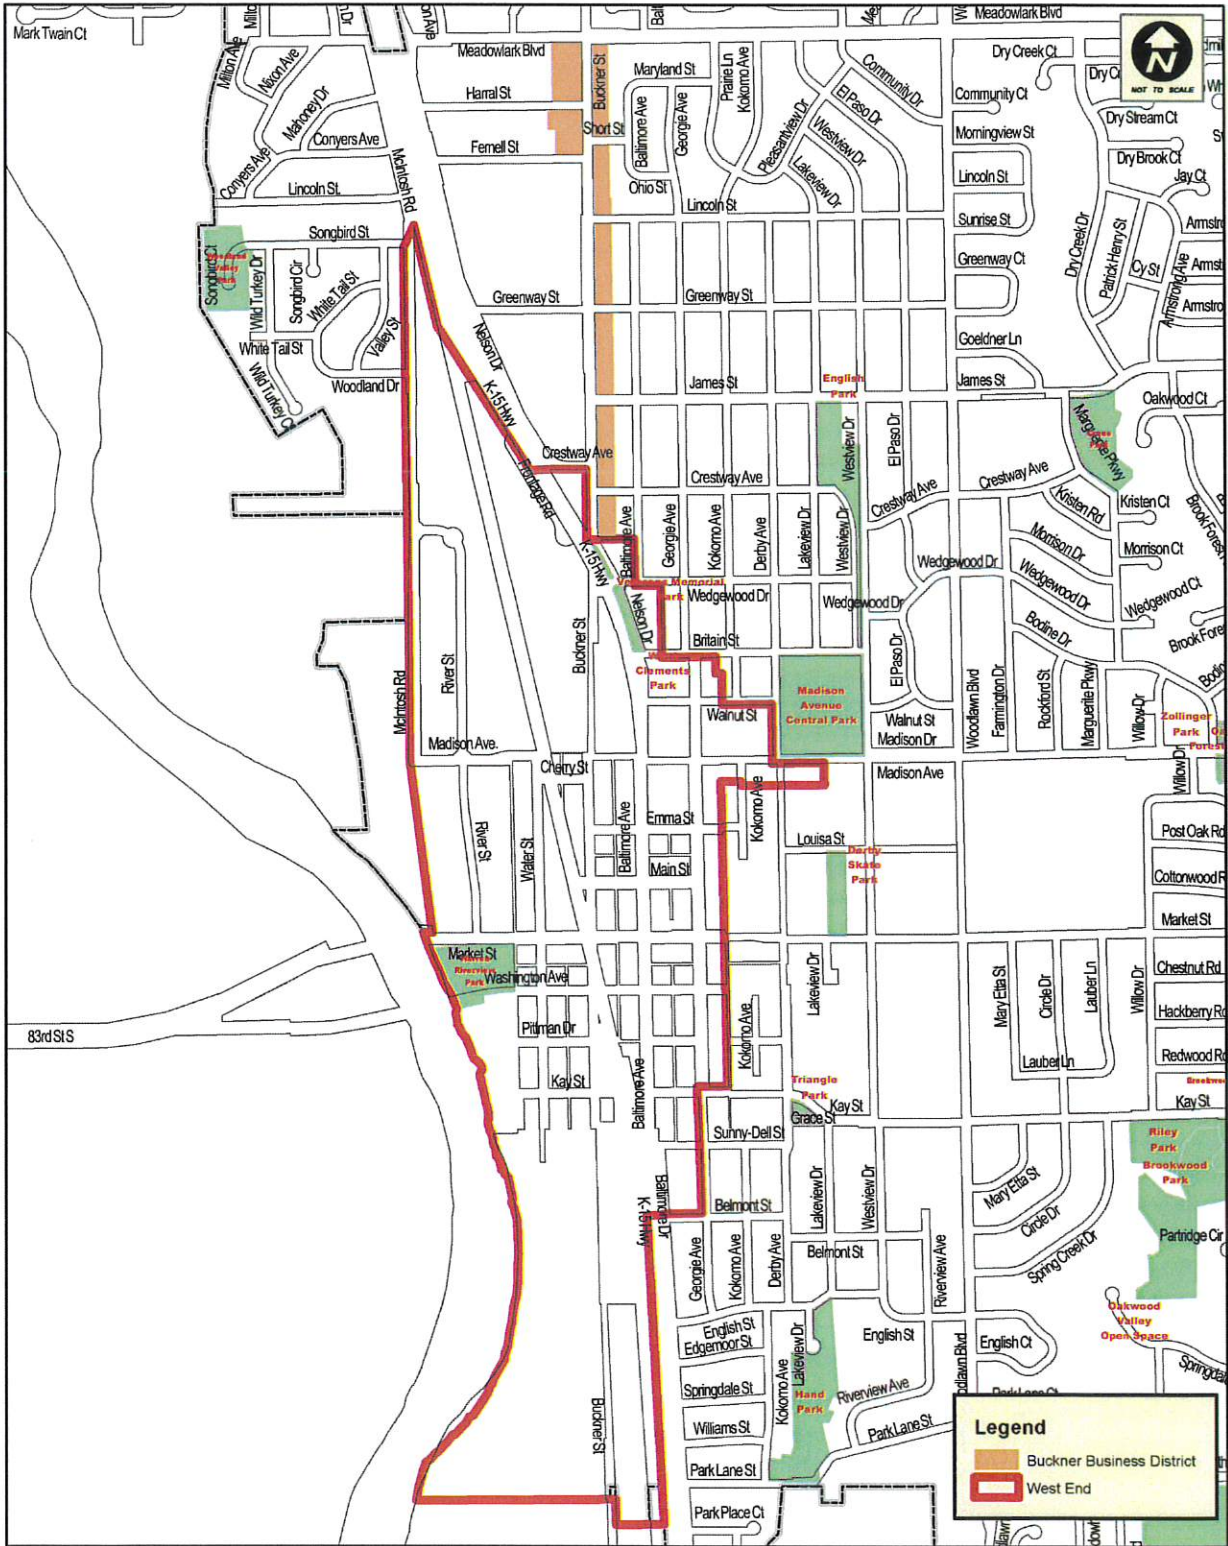 Mark Twain Ct
Milton Ave
Nixon Ave
Mahoney Dr
Conyers Ave
Conyers Ave
Lincoln St.
McIntosh Rd
Meadowlark Blvd
Harral St
Fernell St
Buckner St
Short St
Maryland St
Baltimore Ave
Georgie Ave
Ohio St
Prairie Ln
Kokomo Ave
Pleasantview Dr
Community Dr
El Paso Dr
Westview Dr
Lakeview Dr
Lincoln St
Meadowlark Blvd
Dry Creek Ct
N
NOT TO SCALE
Community Ct
Dry Stream Ct
Morningview St
Dry Brook Ct
Jay Ct
Lincoln St
Sunrise St
Greenway Ct
Dry Creek Dr
Patrick Henry St
Cy St
Armstrong Ave
Goeldner Ln
James St
Oakwood Ct
Songbird St
Songbird Ct
Valley
Park
Wild Turkey Dr
Songbird Cir
White Tail St
Valley St
White Tail St
Wild Turkey Ct
Woodland Dr
Greenway St
Greenway St
Nelson Dr
K-15 Hwy
James St
English
Park
Crestway Ave
Frontage Rd
Crestway Ave
Westview Dr
El Paso Dr
Crestway Ave
Crestway Ave
Marguerite Pkwy
Kristen Rd
Kristen Ct
Morrison Dr
Morrison Ct
Baltimore Ave
Georgie Ave
Kokomo Ave
Derby Ave
Lakeview Dr
Westview Dr
K-15 Hwy
Memorial
Park
Wedgewood Dr
Wedgewood Dr
Wedgewood Dr
Wedgewood Dr
Wedgewood Ct
Bodine Dr
Nelson Dr
Britain St
Clements
Park
Buckner St
McIntosh Rd
River St
Madison Ave.
Cherry St
Walnut St
Madison
Avenue
Central Park
El Paso Dr
Walnut St
Madison Dr
Woodlawn Blvd
Farmington Dr
Rockford St
Marguerite Pkwy
Willow Dr
Zollinger
Park
Willow Dr
Madison Ave
Kokomo Ave
River St
Water St
Baltimore Ave
Emma St
Main St
Louisa St
Derby
Skate
Park
Post Oak Rd
Cottonwood R
Market St
Chestnut Rd
Hackberry Rd
Redwood Rd
Kay St
Market St
Riverview
Park
Washington Ave
83rd St S
Pittman Dr
Kay St
Baltimore Ave
Kokomo Ave
Lakeview Dr
Mary Etta St
Circle Dr
Lauber Ln
Willow Dr
Lauber Ln
Triangle
Park
Kay St
Grace St
Sunny-Dell St
Riley
Park
Brookwood
Park
Baltimore Dr
K-15 Hwy
Belmont St
Lakeview Dr
Westview Dr
Mary Etta St
Circle Dr
Spring Creek Dr
Partridge Cir
Georgie Ave
Kokomo Ave
Derby Ave
Belmont St
Riverview Ave
Oakwood
Valley
Open Space
English St
Edgemoor St
Lakeview Dr
English St
English Ct
Springdale St
Kokomo Ave
Hand
Park
Riverview Ave
Williams St
Park Lane St
Park Lane St
Buckner St
Park Place Ct
Legend
Buckner Business District
West End